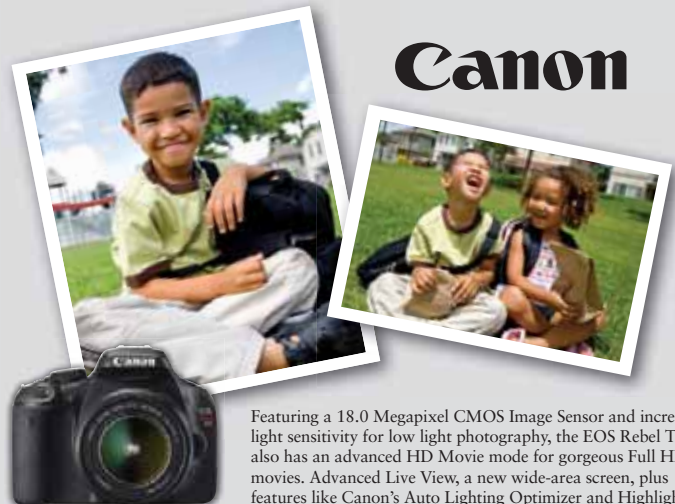 Canon
Canon
Featuring a 18.0 Megapixel CMOS Image Sensor and
light sensitivity for low light photography, the EOS Rebel
also has an advanced HD Movie mode for gorgeous Full
movies. Advanced Live View, a new wide-area screen, plus
features like Canon's Auto Lighting Optimizer and